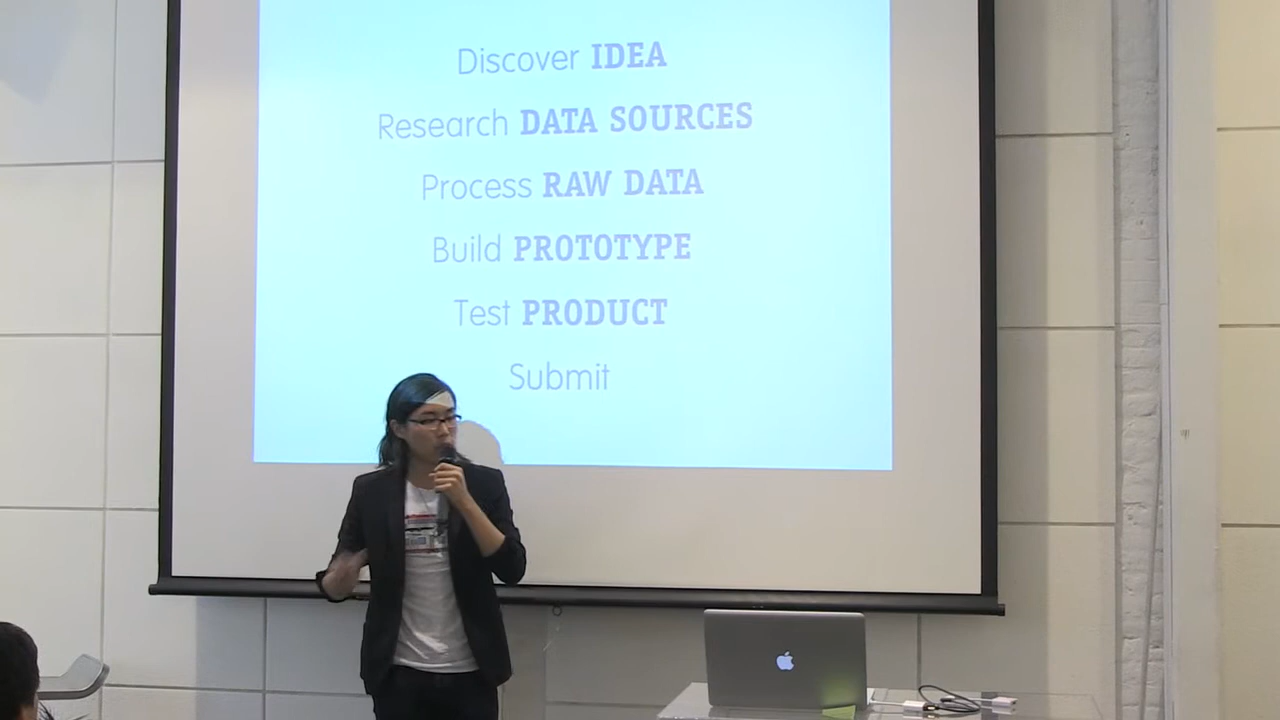 Discover IDEA
Research DATA SOURCES
Process RAW DATA
Build PROTOTYPE
Test PRODUCT
Submit